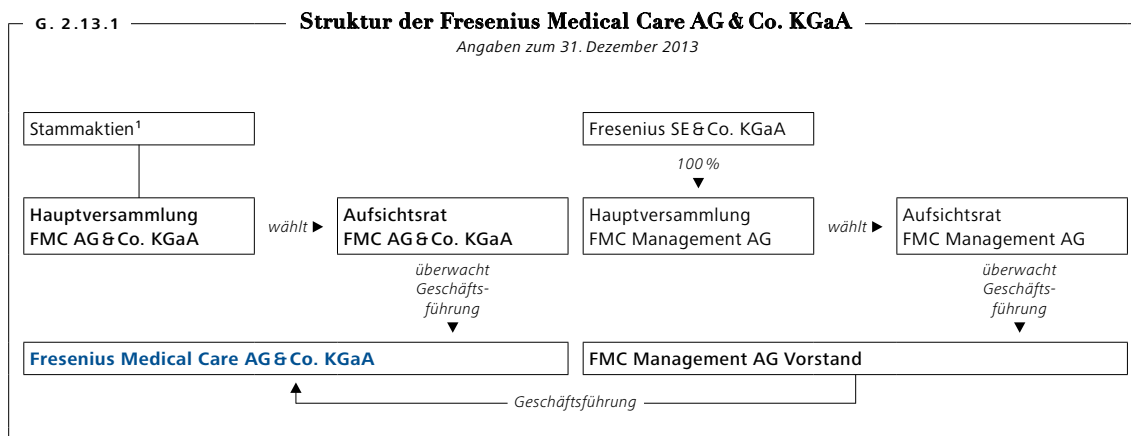 G. 2.13.1
Struktur der Fresenius Medical Care AG & Co. KGaA
Angaben zum 31. Dezember 2013
Stammaktien¹
Fresenius SE & Co. KGaA
100 %
Hauptversammlung
FMC AG & Co. KGaA
wählt ►
Aufsichtsrat
FMC AG & Co. KGaA
Hauptversammlung
FMC Management AG
wählt ►
Aufsichtsrat
FMC Management AG
überwacht
Geschäfts-
führung
überwacht
Geschäfts-
führung
Fresenius Medical Care AG & Co. KGaA
FMC Management AG Vorstand
Geschäftsführung